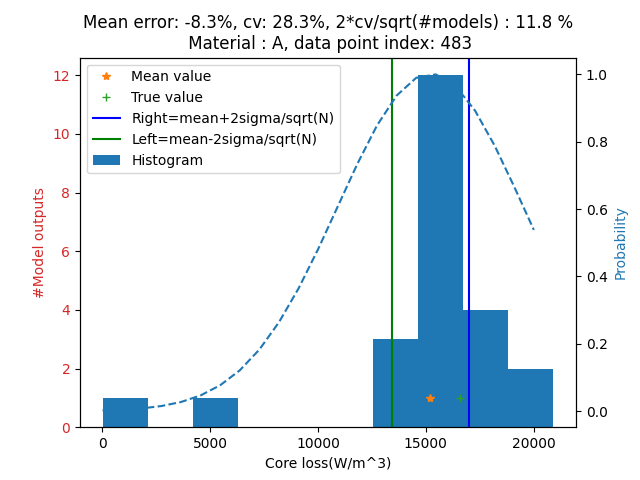 Mean error: -8.3%, cv: 28.3%, 2*cv/sqrt(#models) : 11.8 %
Material : A, data point index: 483
Mean value
True value
Right=mean+2sigma/sqrt(N)
Left=mean-2sigma/sqrt(N)
Histogram
#Model outputs
12
10
8
6
4
2
0
1.0
0.8
0.6
0.4
0.2
0.0
Probability
0 5000 10000 15000 20000
Core loss(W/m^3)